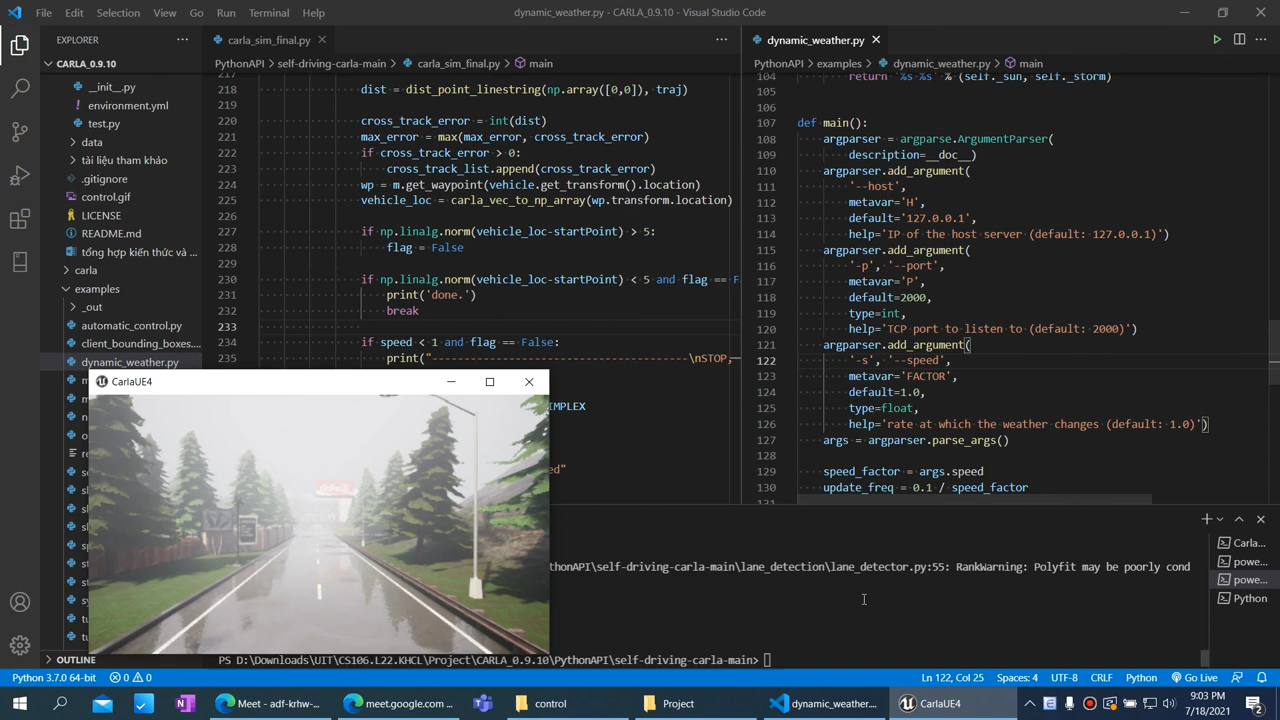 File Edit Selection View Go Run Terminal Help
dynamic_weather.py - CARLA_0.9.10 - Visual Studio Code
EXPLORER
CARLA_0.9.10
__init__.py
environment.yml
test.py
data
tài liệu tham khảo
.gitignore
control.gif
LICENSE
README.md
tổng hợp kiến thức và ...
carla
examples
_out
automatic_control.py
client_bounding_boxes....
dynamic_weather.py
OUTLINE
carla_sim_final.py
PythonAPI > self-driving-carla-main > carla_sim_final.py > main
217
218 dist = dist_point_linestring(np.array([0,0]), traj)
219
220 cross_track_error = int(dist)
221 max_error = max(max_error, cross_track_error)
222 if cross_track_error > 0:
223 cross_track_list.append(cross_track_error)
224 wp = m.get_waypoint(vehicle.get_transform().location)
225 vehicle_loc = carla_vec_to_np_array(wp.transform.location)
226
227 if np.linalg.norm(vehicle_loc-startPoint) > 5:
228 flag = False
229
230 if np.linalg.norm(vehicle_loc-startPoint) < 5 and flag == F
231 print('done.')
232 break
233
234 if speed < 1 and flag == False:
235 print("----------------------------------------\nSTOP,
IMPLEX
ed"
dynamic_weather.py
PythonAPI > examples > dynamic_weather.py > main
104 return '%s %s' % (self._sun, self._storm)
105
106
107 def main():
108 argparser = argparse.ArgumentParser(
109 description=__doc__)
110 argparser.add_argument(
111 '--host',
112 metavar='H',
113 default='127.0.0.1',
114 help='IP of the host server (default: 127.0.0.1)')
115 argparser.add_argument(
116 '-p', '--port',
117 metavar='P',
118 default=2000,
119 type=int,
120 help='TCP port to listen to (default: 2000)')
121 argparser.add_argument(
122 '-s', '--speed',
123 metavar='FACTOR',
124 default=1.0,
125 type=float,
126 help='rate at which the weather changes (default: 1.0)')
127 args = argparser.parse_args()
128
129 speed_factor = args.speed
130 update_freq = 0.1 / speed_factor
131
CarlaUE4
thonAPI\self-driving-carla-main\lane_detection\lane_detector.py:55: RankWarning: Polyfit may be poorly cond
PS D:\Downloads\UIT\CS106.L22.KHCL\Project\CARLA_0.9.10\PythonAPI\self-driving-carla-main>
Carla...
powe...
powe...
Python
Python 3.7.0 64-bit 0 0
Ln 122, Col 25 Spaces: 4 UTF-8 CRLF Python Go Live
Meet - adf-krhw-...
meet.google.com ...
control
Project
dynamic_weather....
CarlaUE4
9:03 PM
7/18/2021
2